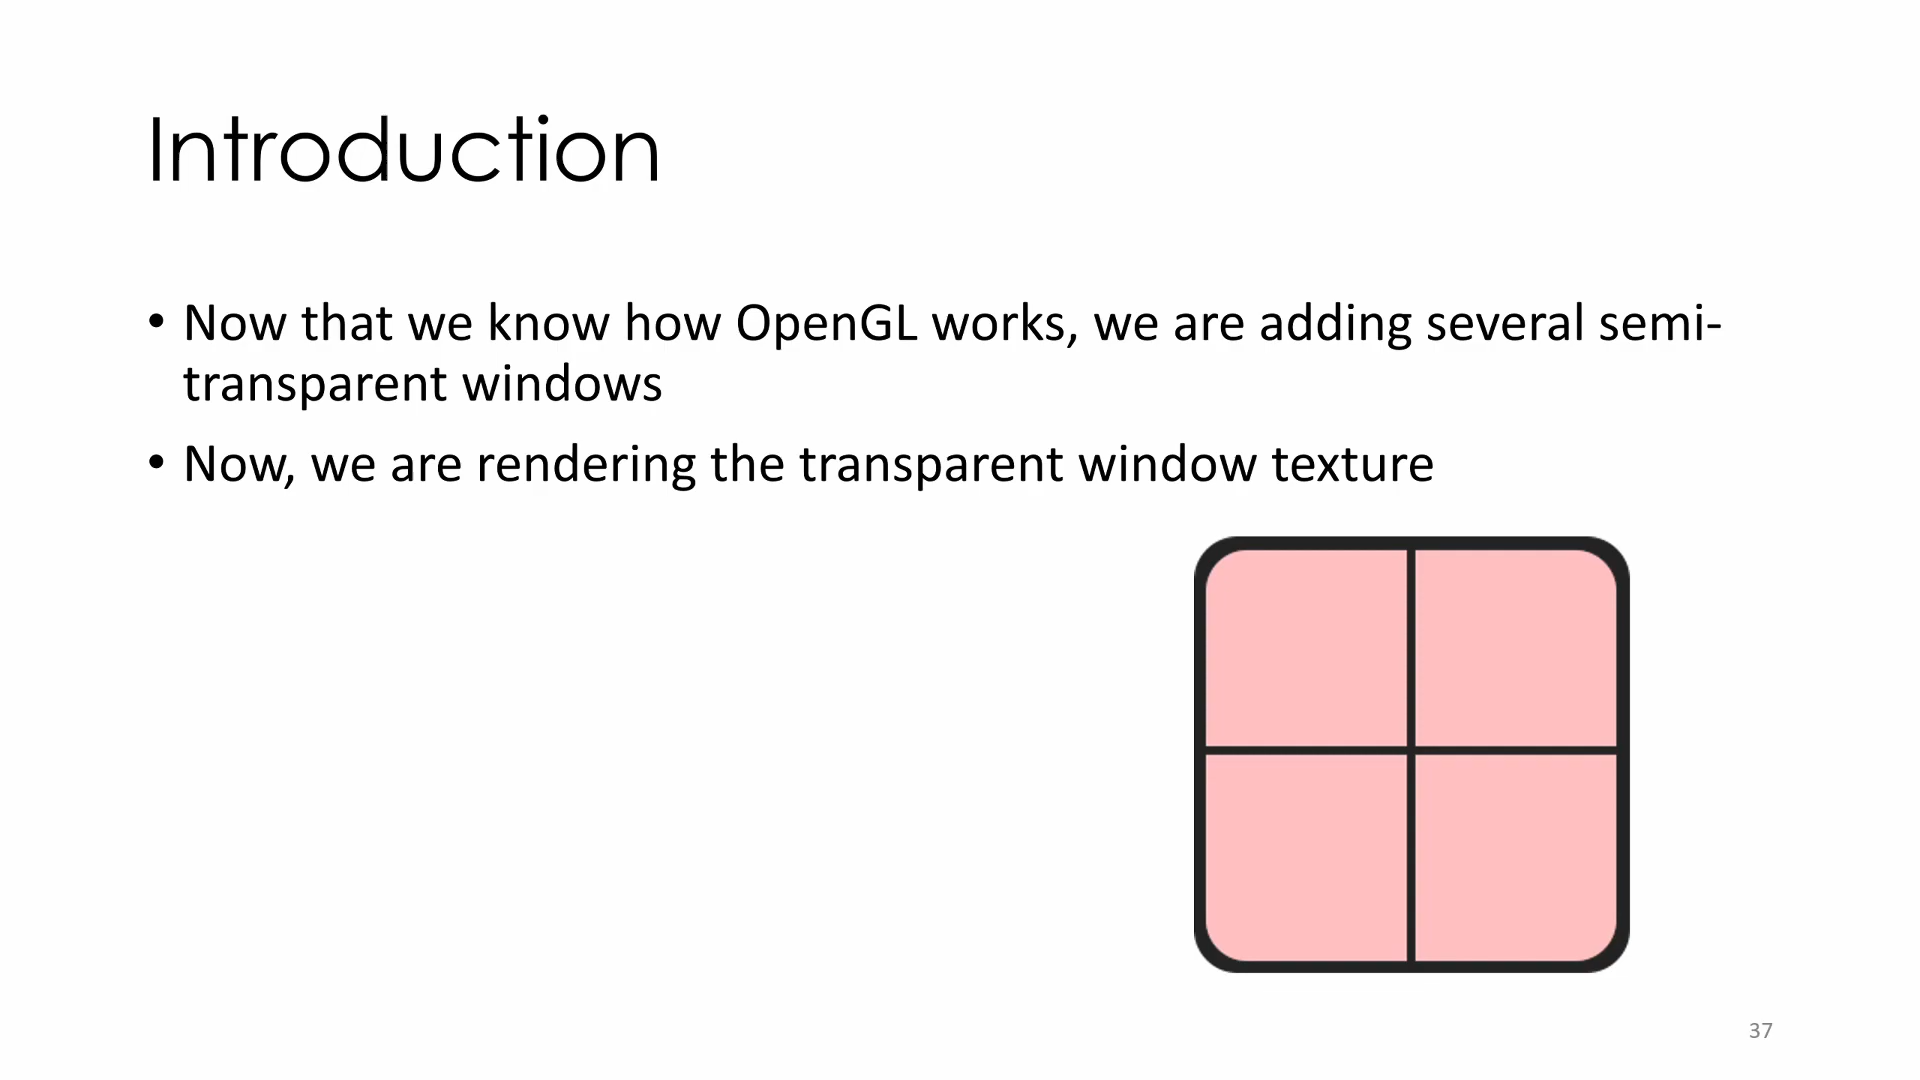 Introduction
• Now that we know how OpenGL works, we are adding several semi-
transparent windows
• Now, we are rendering the transparent window texture
37